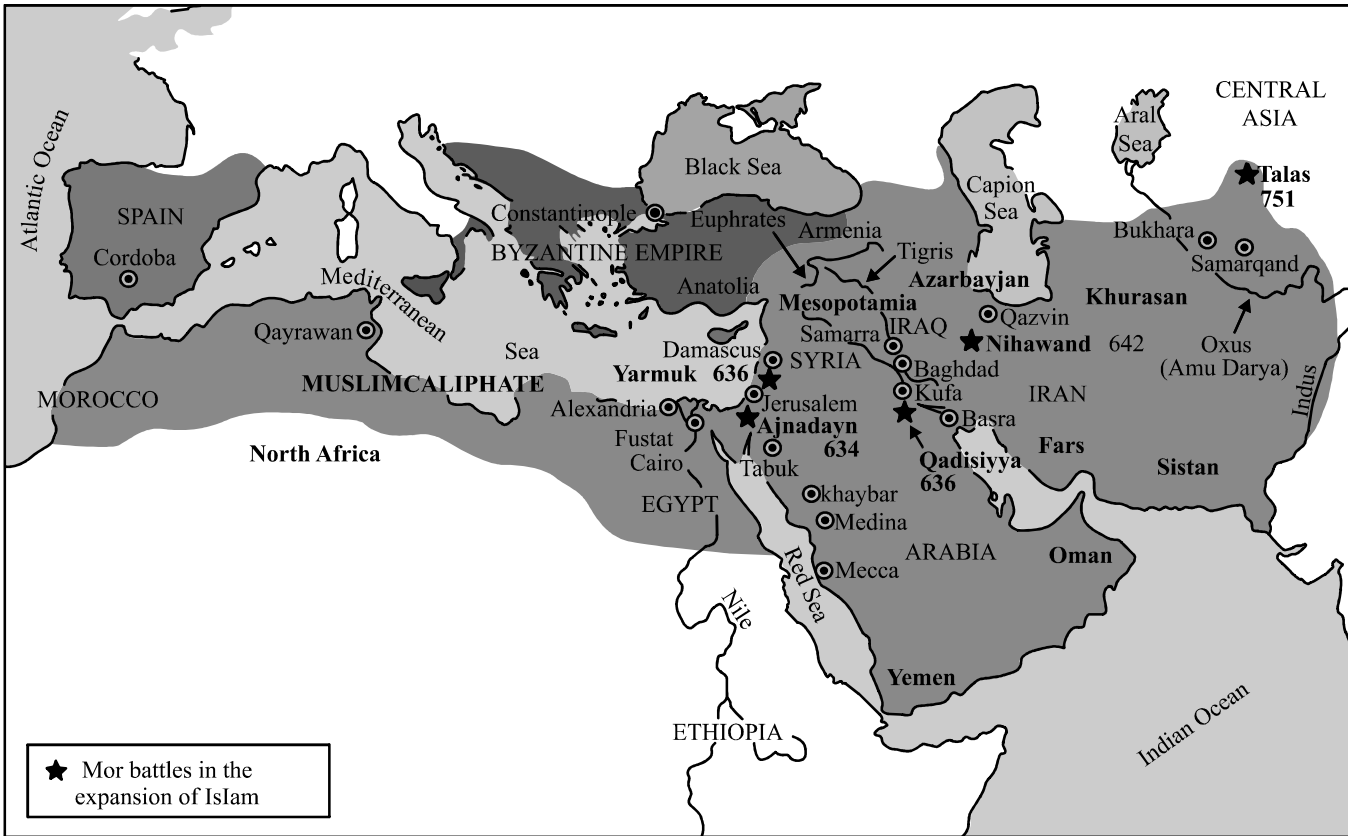 CENTRAL
ASIA
Aral
Sea
Atlantic Ocean
Black Sea
Talas
751
Capion
Sea
SPAIN
Constantinople
Euphrates
Armenia
Bukhara
Cordoba
BYZANTINE EMPIRE
Tigris
Samarqand
Mediterranean
Anatolia
Azarbayjan
Mesopotamia
Khurasan
Qayrawan
Samarra
IRAQ
Qazvin
Sea
Damascus
SYRIA
Nihawand 642
Oxus
(Amu Darya)
Yarmuk 636
Baghdad
MUSLIMCALIPHATE
MOROCCO
Kufa
IRAN
Indus
Alexandria
Jerusalem
Ajnadayn
634
Basra
Fustat
Cairo
North Africa
Tabuk
Qadisiyya
636
Fars
Sistan
EGYPT
khaybar
Medina
ARABIA
Oman
Red Sea
Mecca
Nile
Yemen
ETHIOPIA
Indian Ocean
Mor battles in the
expansion of IsIam